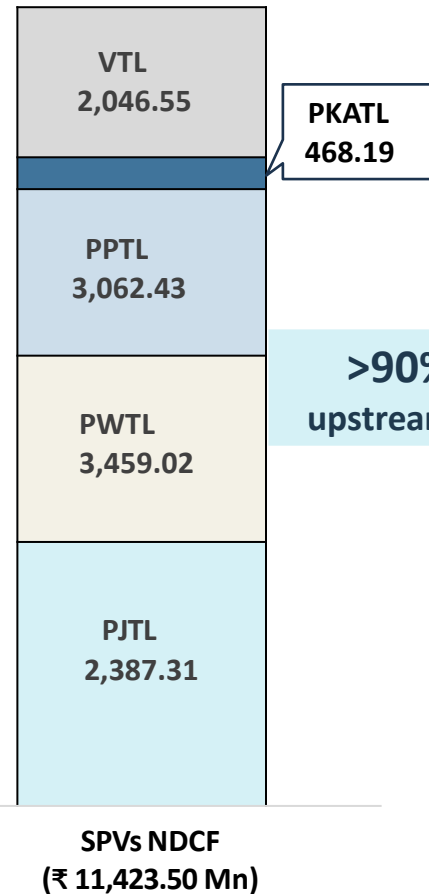 VTL
2,046.55
PKATL
468.19
PPTL
3,062.43
>90%
PWTL
3,459.02
PJTL
2,387.31
SPVs NDCF
(₹ 11,423.50 Mn)